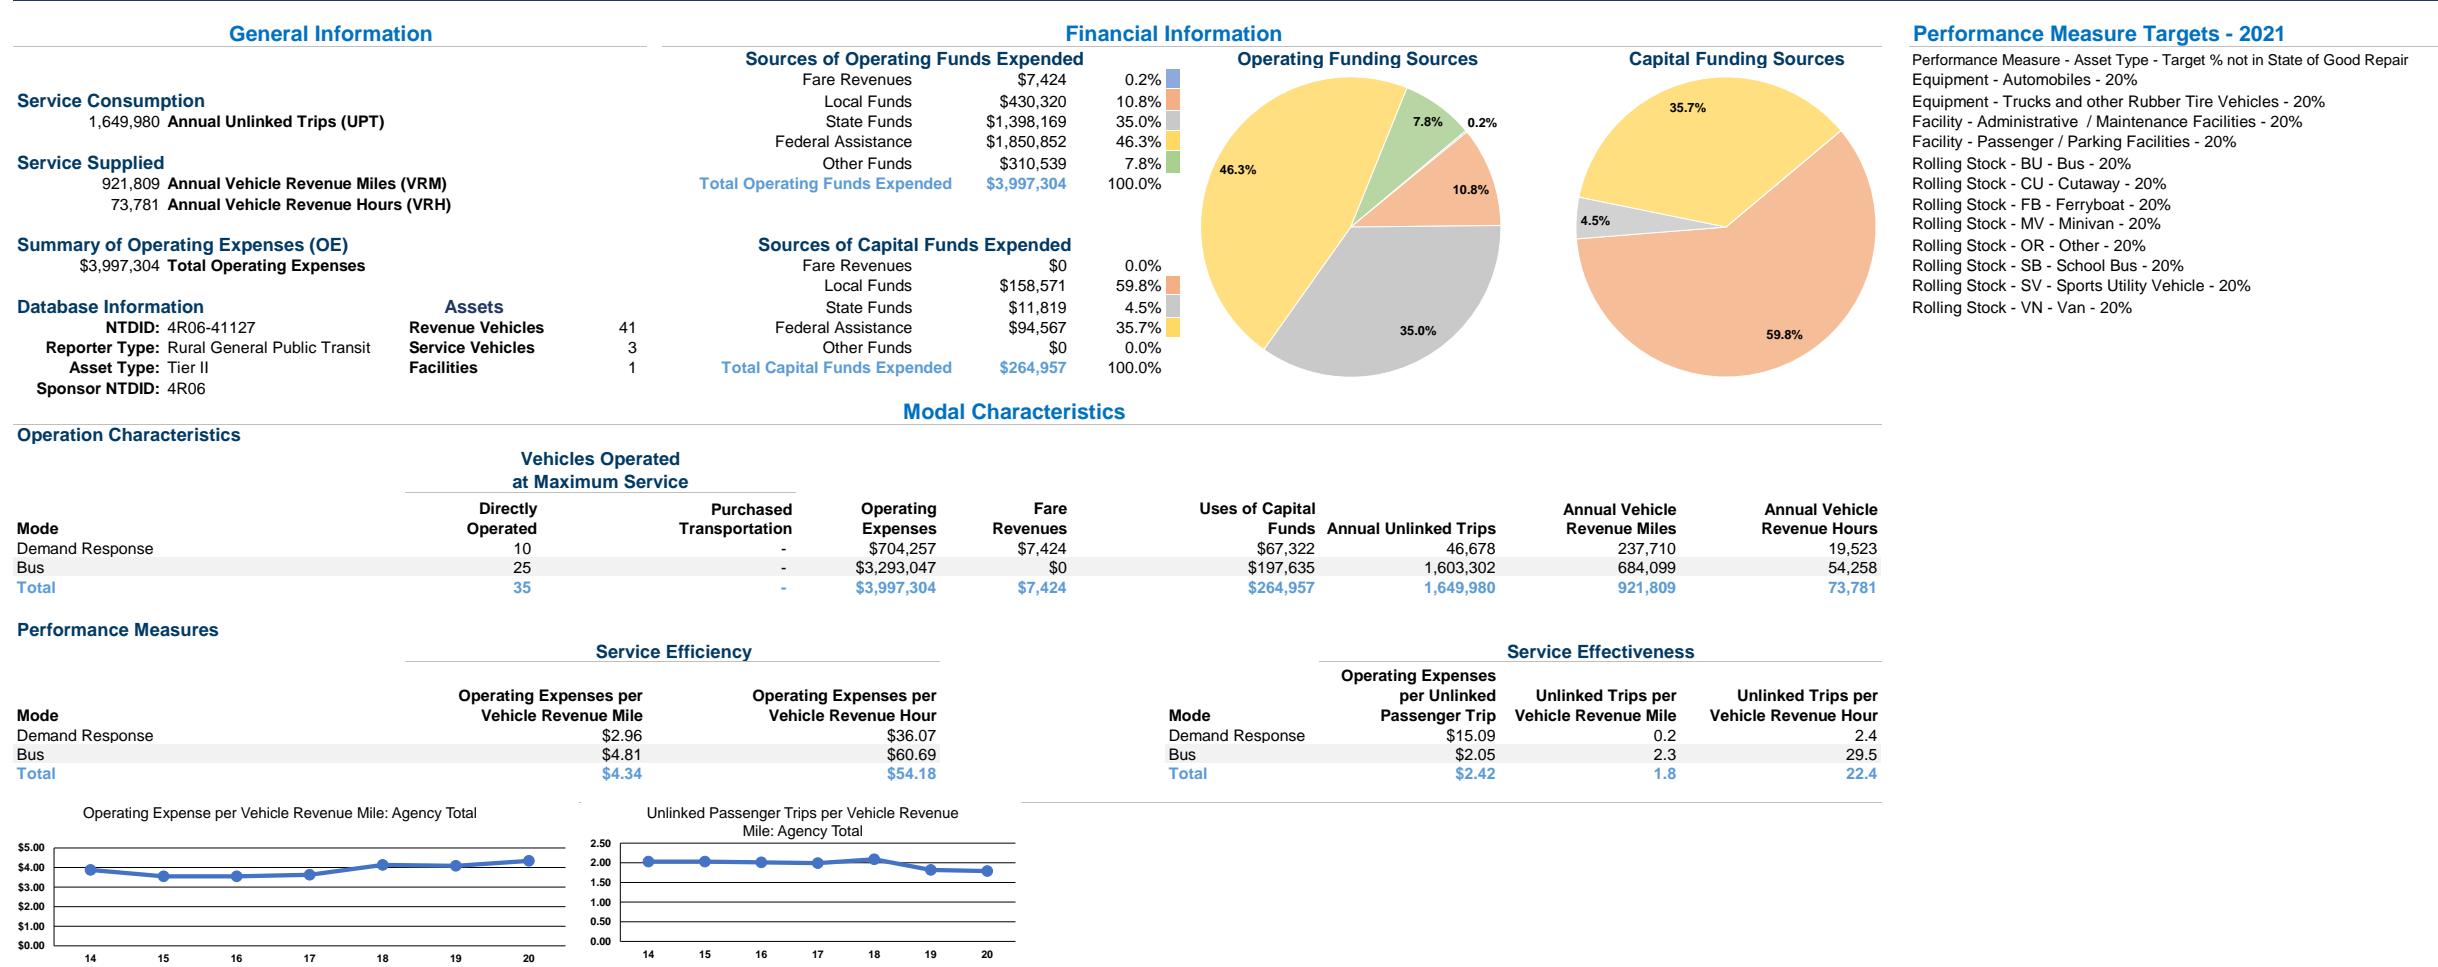 General Information
Financial Information
Performance Measure Targets - 2021
Service Consumption
1,649,980 Annual Unlinked Trips (UPT)
Service Supplied
921,809 Annual Vehicle Revenue Miles (VRM)
73,781 Annual Vehicle Revenue Hours (VRH)
Summary of Operating Expenses (OE)
$3,997,304 Total Operating Expenses
Database Information
NTDID: 4R06-41127
Reporter Type: Rural General Public Transit
Asset Type: Tier II
Sponsor NTDID: 4R06
Assets
Revenue Vehicles 41
Service Vehicles 3
Facilities 1
Sources of Operating Funds Expended
Fare Revenues $7,424 0.2%
Local Funds $430,320 10.8%
State Funds $1,398,169 35.0%
Federal Assistance $1,850,852 46.3%
Other Funds $310,539 7.8%
Total Operating Funds Expended $3,997,304 100.0%
Sources of Capital Funds Expended
Fare Revenues $0 0.0%
Local Funds $158,571 59.8%
State Funds $11,819 4.5%
Federal Assistance $94,567 35.7%
Other Funds $0 0.0%
Total Capital Funds Expended $264,957 100.0%
Operating Funding Sources
7.8%
0.2%
46.3%
10.8%
35.0%
Capital Funding Sources
35.7%
4.5%
59.8%
Performance Measure - Asset Type - Target % not in State of Good Repair
Equipment - Automobiles - 20%
Equipment - Trucks and other Rubber Tire Vehicles - 20%
Facility - Administrative / Maintenance Facilities - 20%
Facility - Passenger / Parking Facilities - 20%
Rolling Stock - BU - Bus - 20%
Rolling Stock - CU - Cutaway - 20%
Rolling Stock - FB - Ferryboat - 20%
Rolling Stock - MV - Minivan - 20%
Rolling Stock - OR - Other - 20%
Rolling Stock - SB - School Bus - 20%
Rolling Stock - SV - Sports Utility Vehicle - 20%
Rolling Stock - VN - Van - 20%
Modal Characteristics
Operation Characteristics
Vehicles Operated
at Maximum Service
Directly Purchased Operating Fare Uses of Capital Annual Vehicle Annual Vehicle
Mode Operated Transportation Expenses Revenues Funds Annual Unlinked Trips Revenue Miles Revenue Hours
Demand Response 10 - $704,257 $7,424 $67,322 46,678 237,710 19,523
Bus 25 - $3,293,047 $0 $197,635 1,603,302 684,099 54,258
Total 35 - $3,997,304 $7,424 $264,957 1,649,980 921,809 73,781
Performance Measures
Service Efficiency
Operating Expenses per Operating Expenses per
Mode Vehicle Revenue Mile Vehicle Revenue Hour
Demand Response $2.96 $36.07
Bus $4.81 $60.69
Total $4.34 $54.18
Service Effectiveness
Operating Expenses
per Unlinked Unlinked Trips per Unlinked Trips per
Mode Passenger Trip Vehicle Revenue Mile Vehicle Revenue Hour
Demand Response $15.09 0.2 2.4
Bus $2.05 2.3 29.5
Total $2.42 1.8 22.4
Operating Expense per Vehicle Revenue Mile: Agency Total
$5.00
$4.00
$3.00
$2.00
$1.00
$0.00
14 15 16 17 18 19 20
Unlinked Passenger Trips per Vehicle Revenue
Mile: Agency Total
2.50
2.00
1.50
1.00
0.50
0.00
14 15 16 17 18 19 20